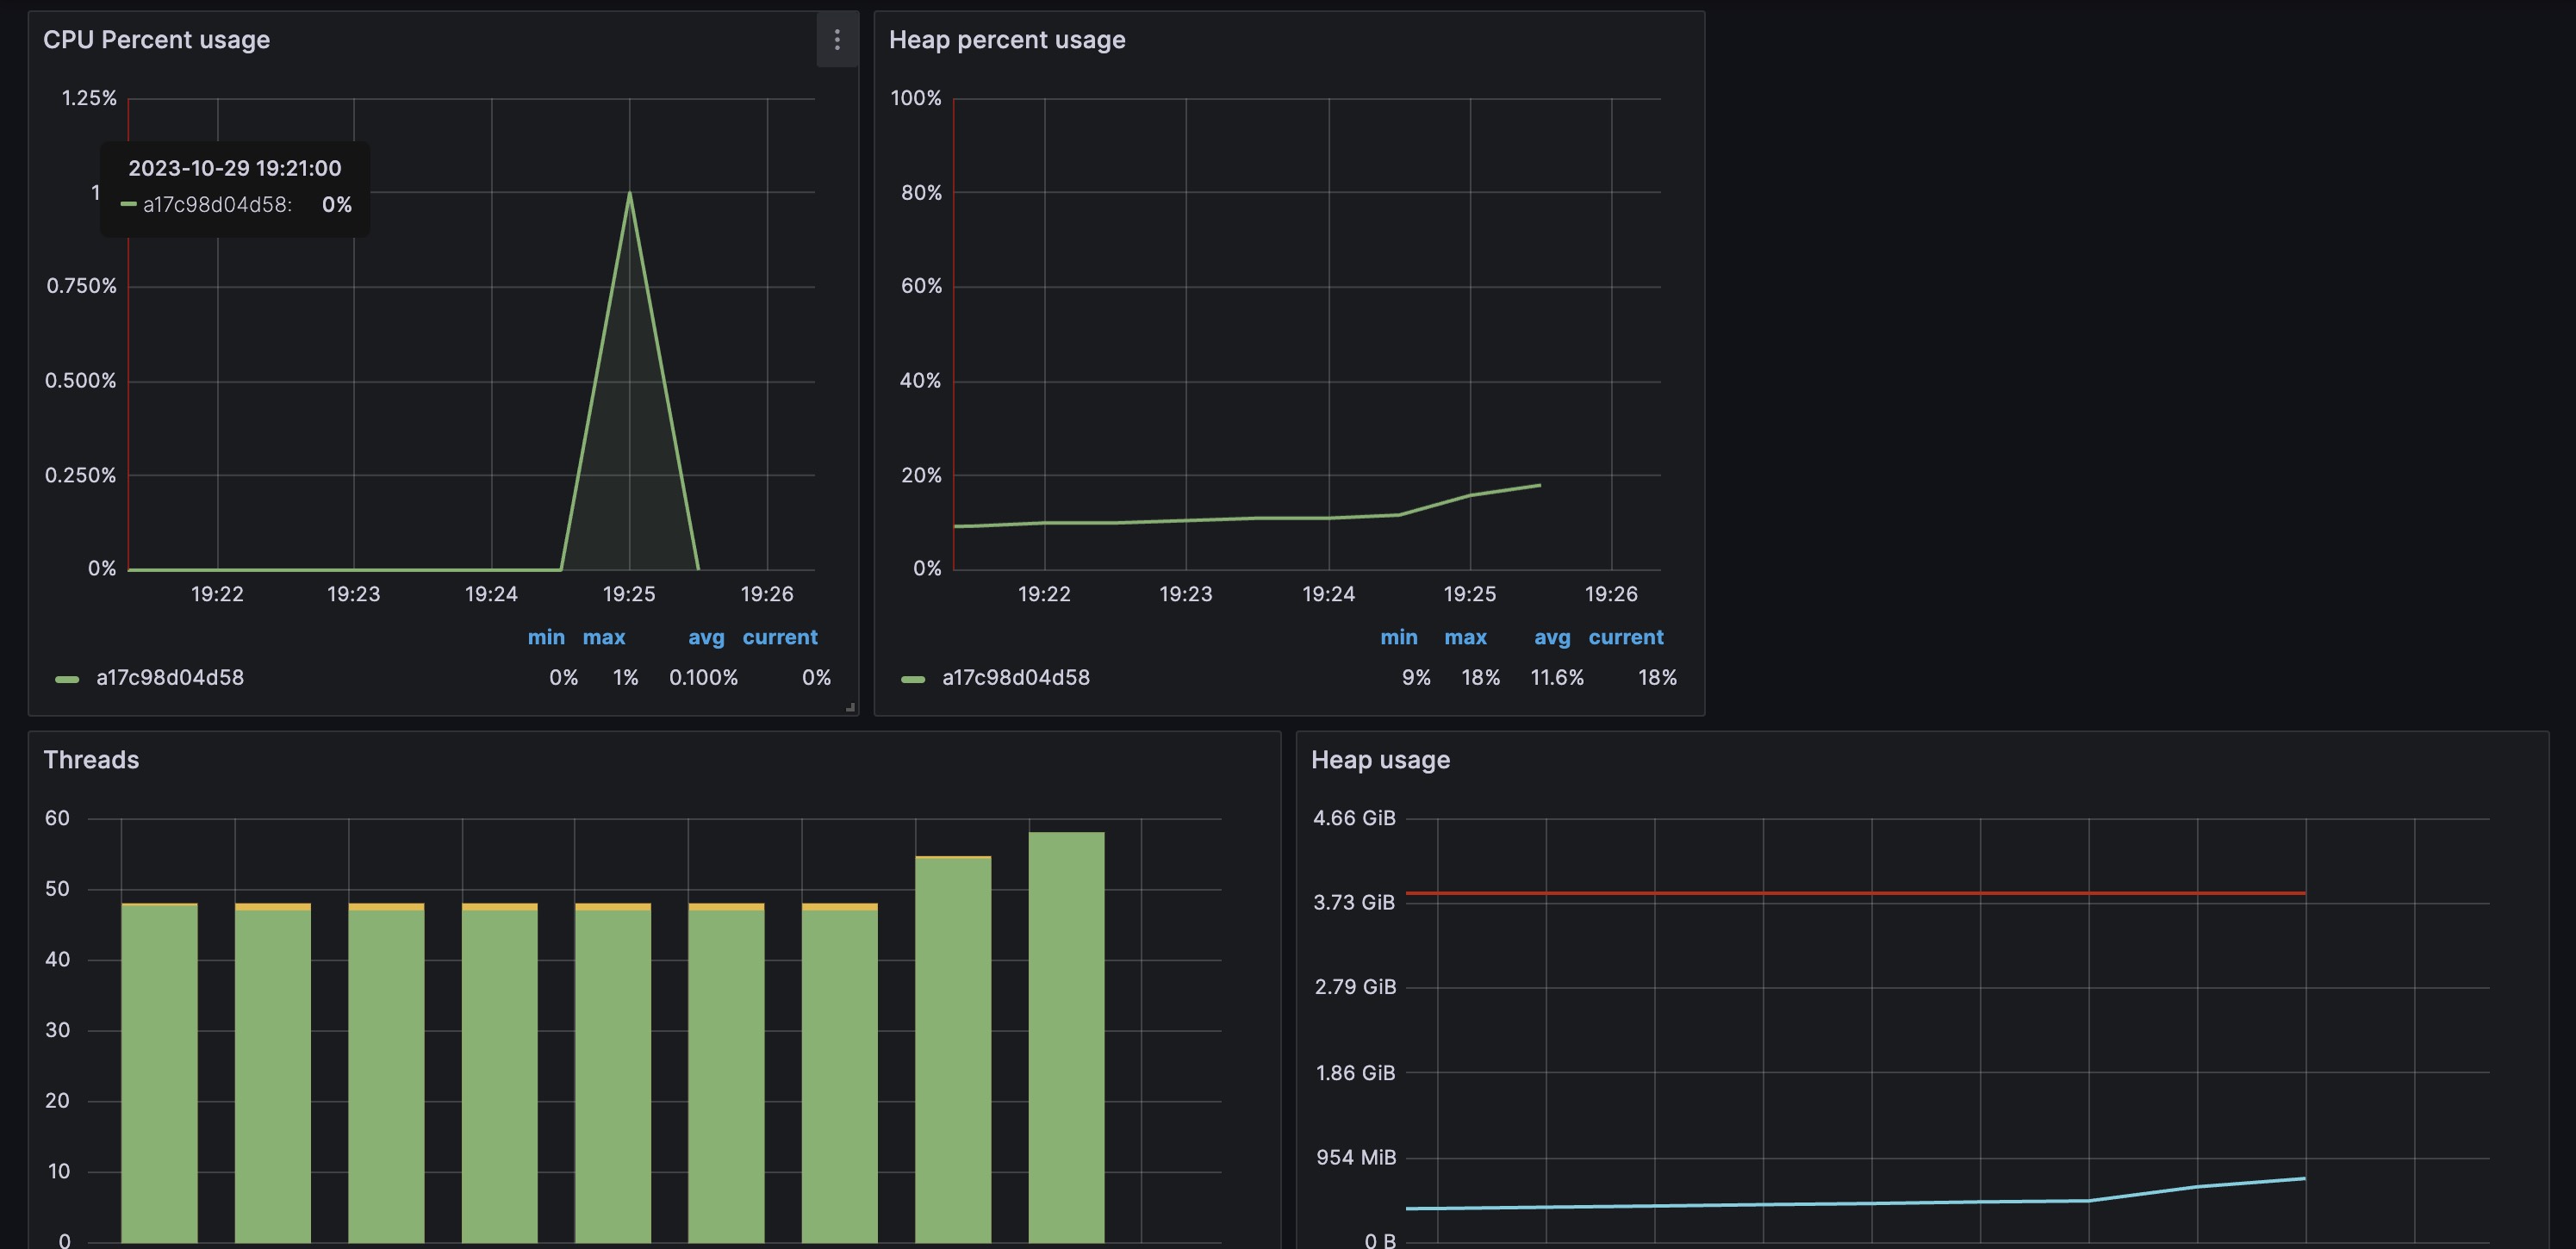 CPU Percent usage
1.25%
2023-10-29 19:21:00
1
a17c98d04d58: 0%
0.750%
0.500%
0.250%
0%
19:22 19:23 19:24 19:25 19:26
min max avg current
a17c98d04d58 0% 1% 0.100% 0%
Heap percent usage
100%
80%
60%
40%
20%
0%
19:22 19:23 19:24 19:25 19:26
min max avg current
a17c98d04d58 9% 18% 11.6% 18%
Threads
60
50
40
30
20
10
0
Heap usage
4.66 GiB
3.73 GiB
2.79 GiB
1.86 GiB
954 MiB
0 B